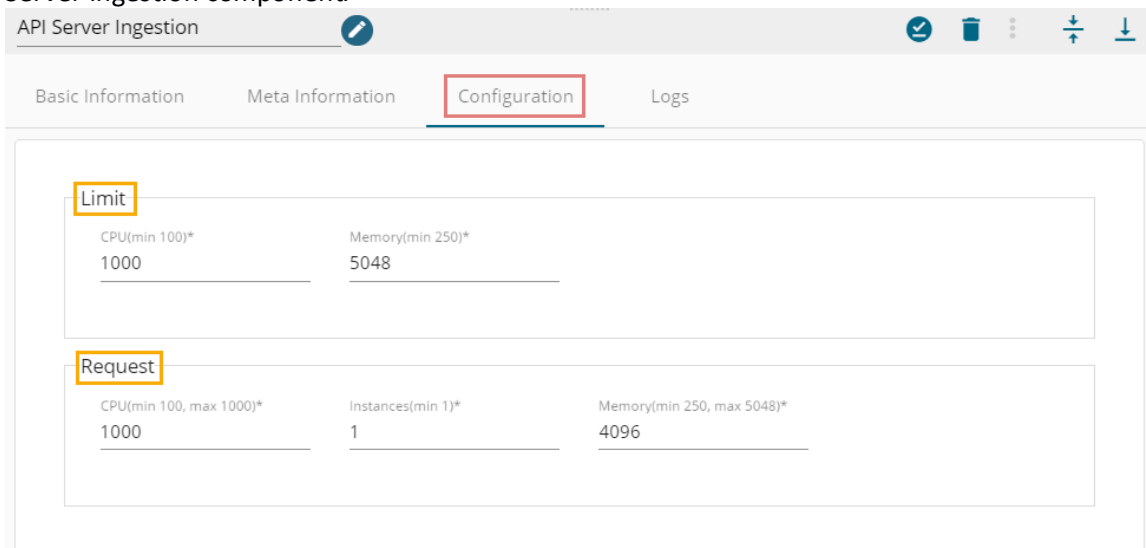 API Server Ingestion
Basic Information Meta Information Configuration Logs
Limit
CPU(min 100)* Memory(min 250)*
1000 5048
Request
CPU(min 100, max 1000)* Instances(min 1)* Memory(min 250, max 5048)*
1000 1 4096